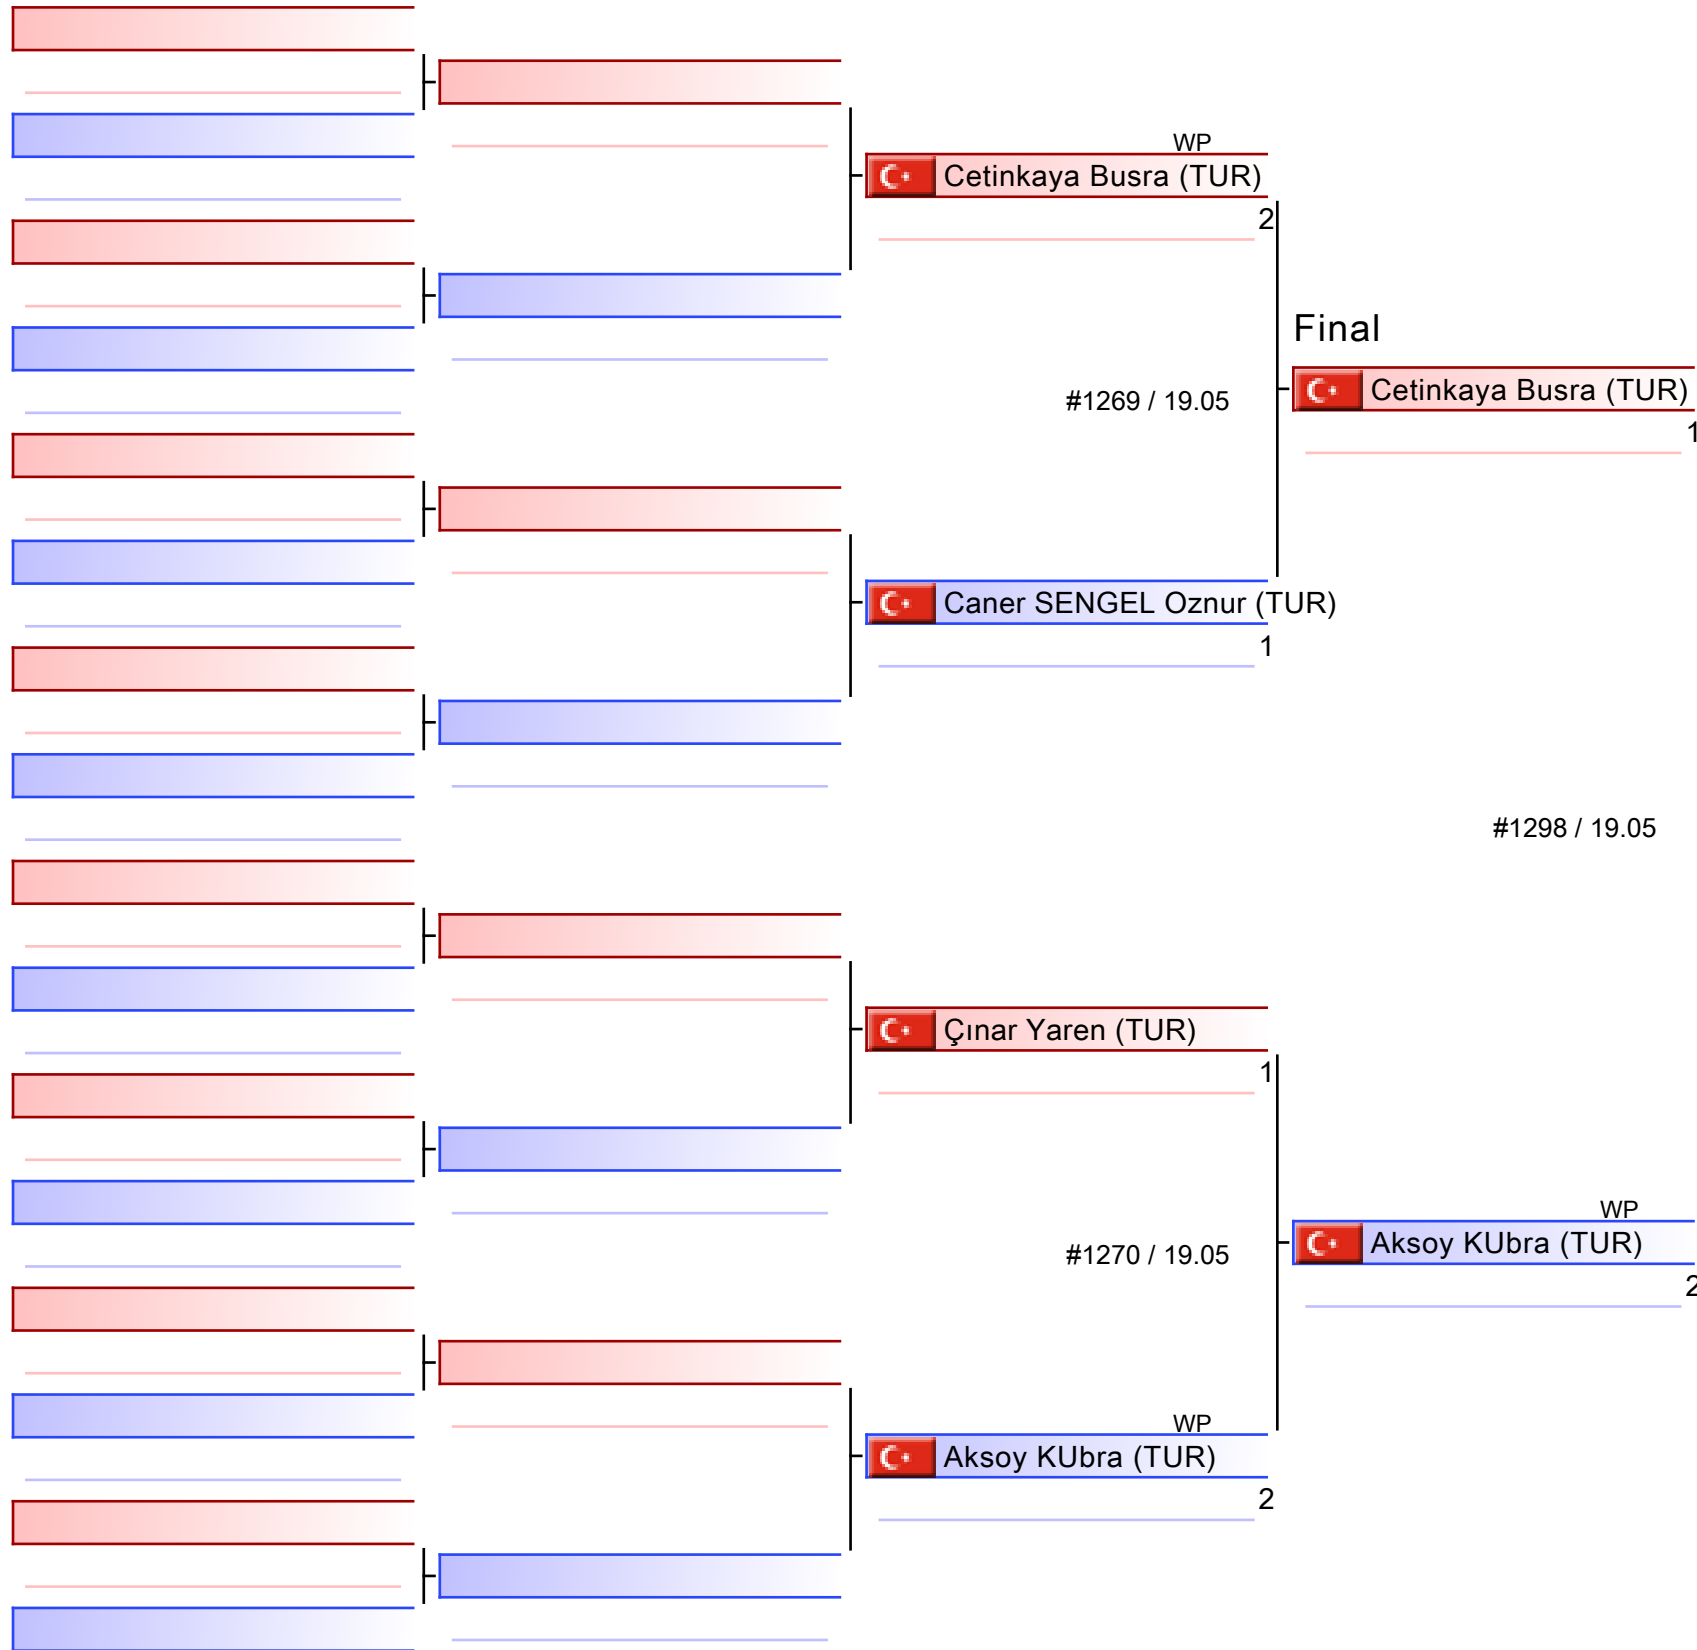 WP
Cetinkaya Busra (TUR)
2
Final
#1269 / 19.05
Cetinkaya Busra (TUR)
1
Caner SENGEL Oznur (TUR)
1
#1298 / 19.05
Çınar Yaren (TUR)
1
#1270 / 19.05
WP
Aksoy KUbra (TUR)
2
WP
Aksoy KUbra (TUR)
2